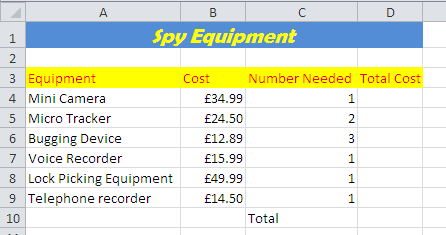 A B C D
1 Spy Equipment
2
3 Equipment Cost Number Needed Total Cost
4 Mini Camera £34.99 1
5 Micro Tracker £24.50 2
6 Bugging Device £12.89 3
7 Voice Recorder £15.99 1
8 Lock Picking Equipment £49.99 1
9 Telephone recorder £14.50 1
10 Total